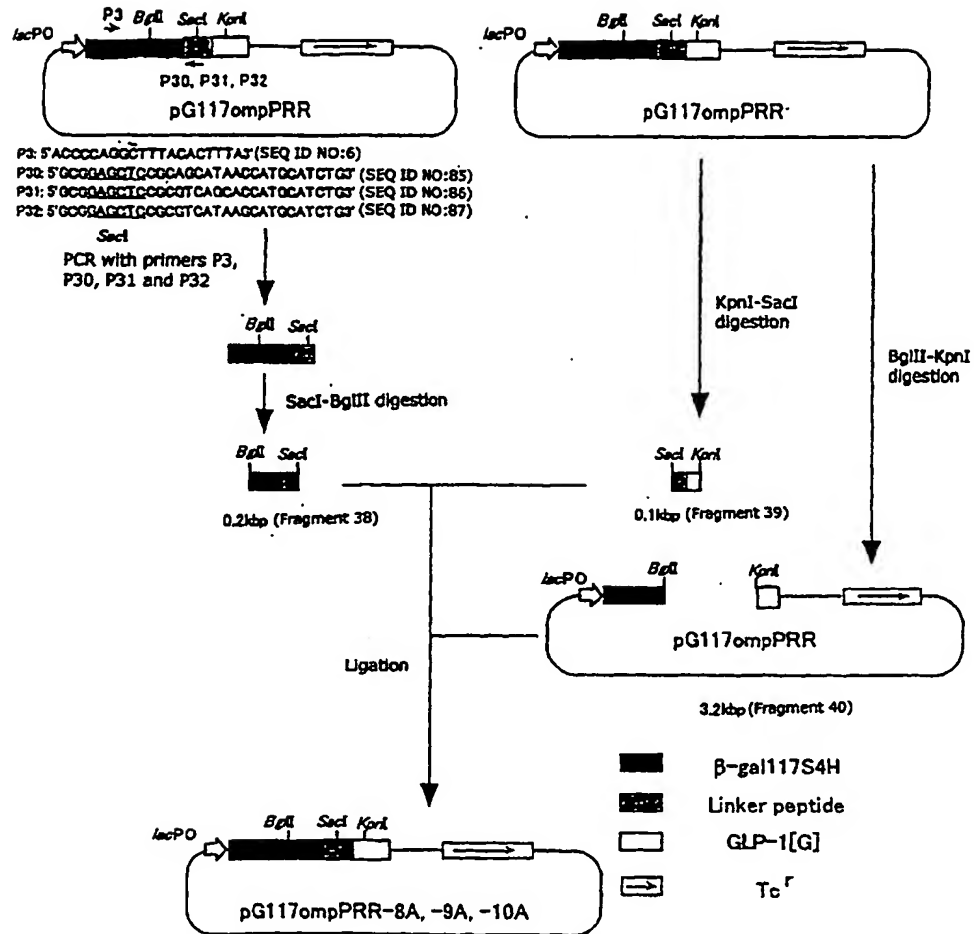 P3
lacPO BglII SacI KpnI
P30, P31, P32
pG117ompPRR
lacPO BglII SacI KpnI
pG117ompPRR
P3: 5'ACCCCAGGCTTTACACTTTA3' (SEQ ID NO:6)
P30: 5'GCGGAGCTCCGCAGCATAACCATGCATCTG3' (SEQ ID NO:85)
P31: 5'GCGGAGCTCCGCGTCAGCACCATGCATCTG3' (SEQ ID NO:86)
P32: 5'GCGGAGCTCCGCGTCATAAGCATGCATCTG3' (SEQ ID NO:87)
SacI
PCR with primers P3,
P30, P31 and P32
BglII SacI
SacI-BglII digestion
BglII SacI
0.2kbp (Fragment 38)
KpnI-SacI
digestion
SacI KpnI
0.1kbp (Fragment 39)
BglII-KpnI
digestion
lacPO BglII KpnI
pG117ompPRR
3.2kbp (Fragment 40)
Ligation
lacPO BglII SacI KpnI
pG117ompPRR-8A, -9A, -10A
β-gal117S4H
Linker peptide
GLP-1[G]
Tc r